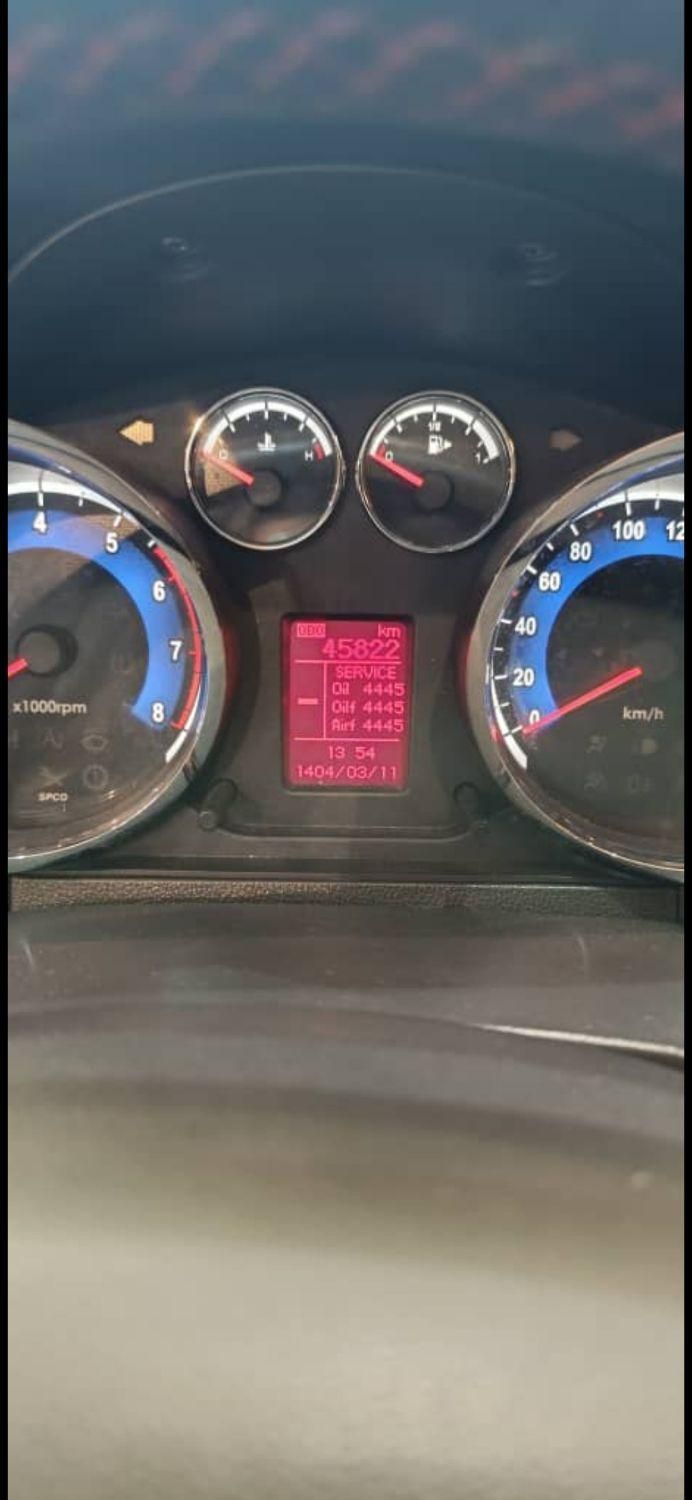 0 H
0 1/2 1
4 5 6 7 8
x1000rpm
SPCO
ODO km
45822
SERVICE
Oil 4445
Oilf 4445
Airf 4445
13 54
1404/03/11
0 20 40 60 80 100
km/h